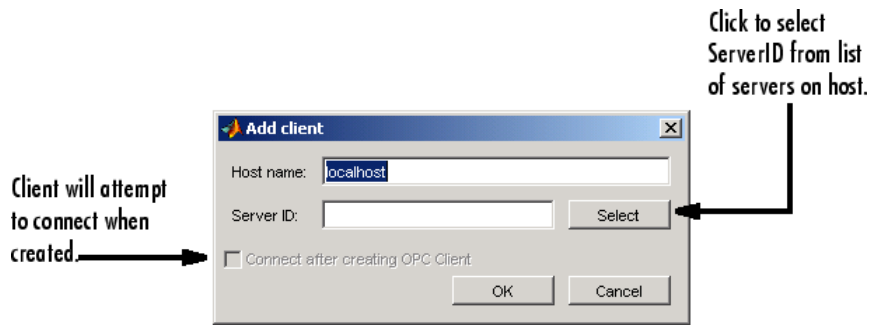 Click to select
ServerID from list
of servers on host.
Add client
Host name: localhost
Client will attempt
to connect when
created.
Server ID: Select
Connect after creating OPC Client
OK Cancel